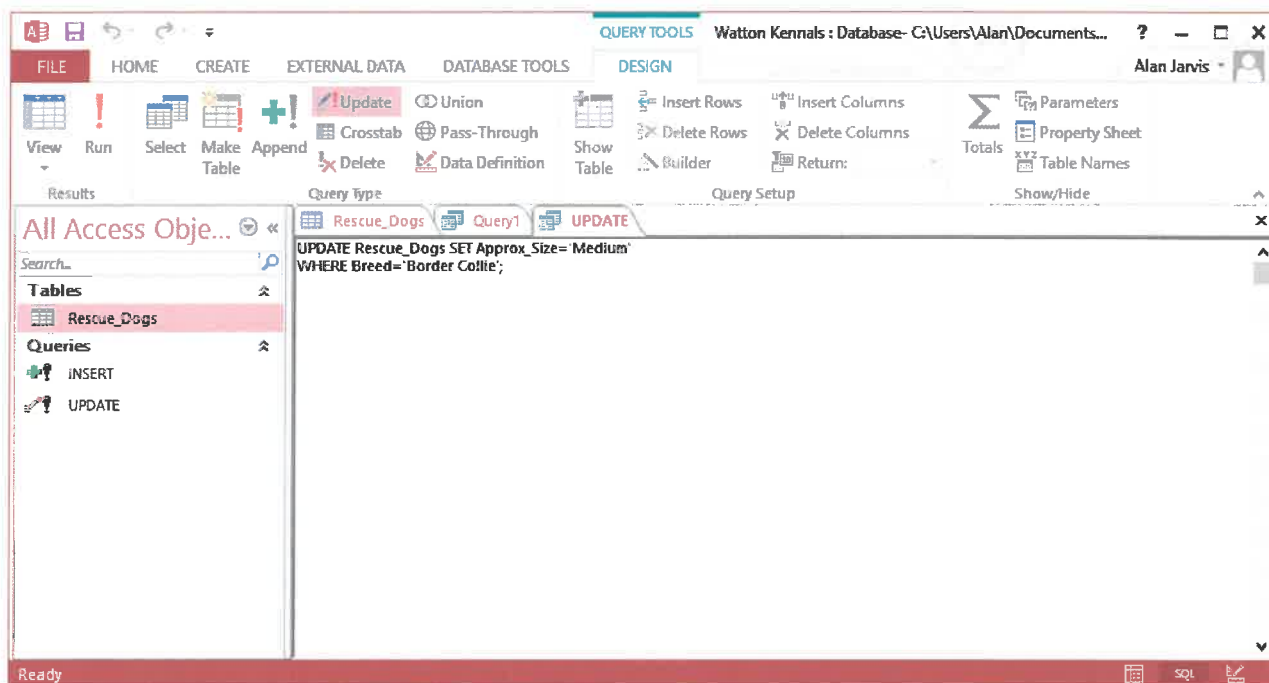 QUERY TOOLS Watton Kennals : Database- C:\Users\Alan\Documents... ?
FILE HOME CREATE EXTERNAL DATA DATABASE TOOLS DESIGN Alan Jarvis
View
Run
Select
Make Table
Append
Update
Crosstab
Delete
Union
Pass-Through
Data Definition
Show Table
Insert Rows
Delete Rows
Builder
Insert Columns
Delete Columns
Return:
Totals
Parameters
Property Sheet
Table Names
Results Query Type Query Setup Show/Hide
All Access Obje...
Search...
Tables
Rescue_Dogs
Queries
INSERT
UPDATE
Rescue_Dogs Query1 UPDATE
UPDATE Rescue_Dogs SET Approx_Size='Medium'
WHERE Breed='Border Collie';
Ready SQL